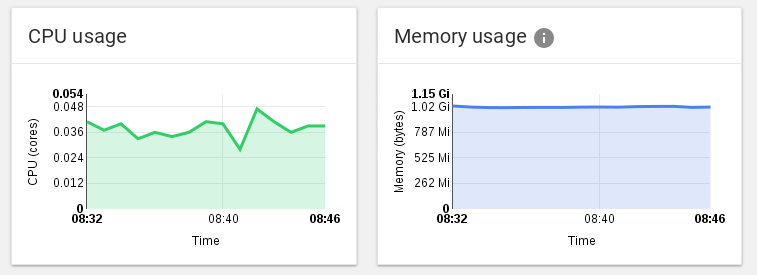 CPU usage
0.054
0.048
0.036
0.024
0.012
0
CPU (cores)
08:32
08:40
08:46
Time
Memory usage i
1.15 Gi
1.02 Gi
787 Mi
525 Mi
262 Mi
0
Memory (bytes)
08:32
08:40
08:46
Time